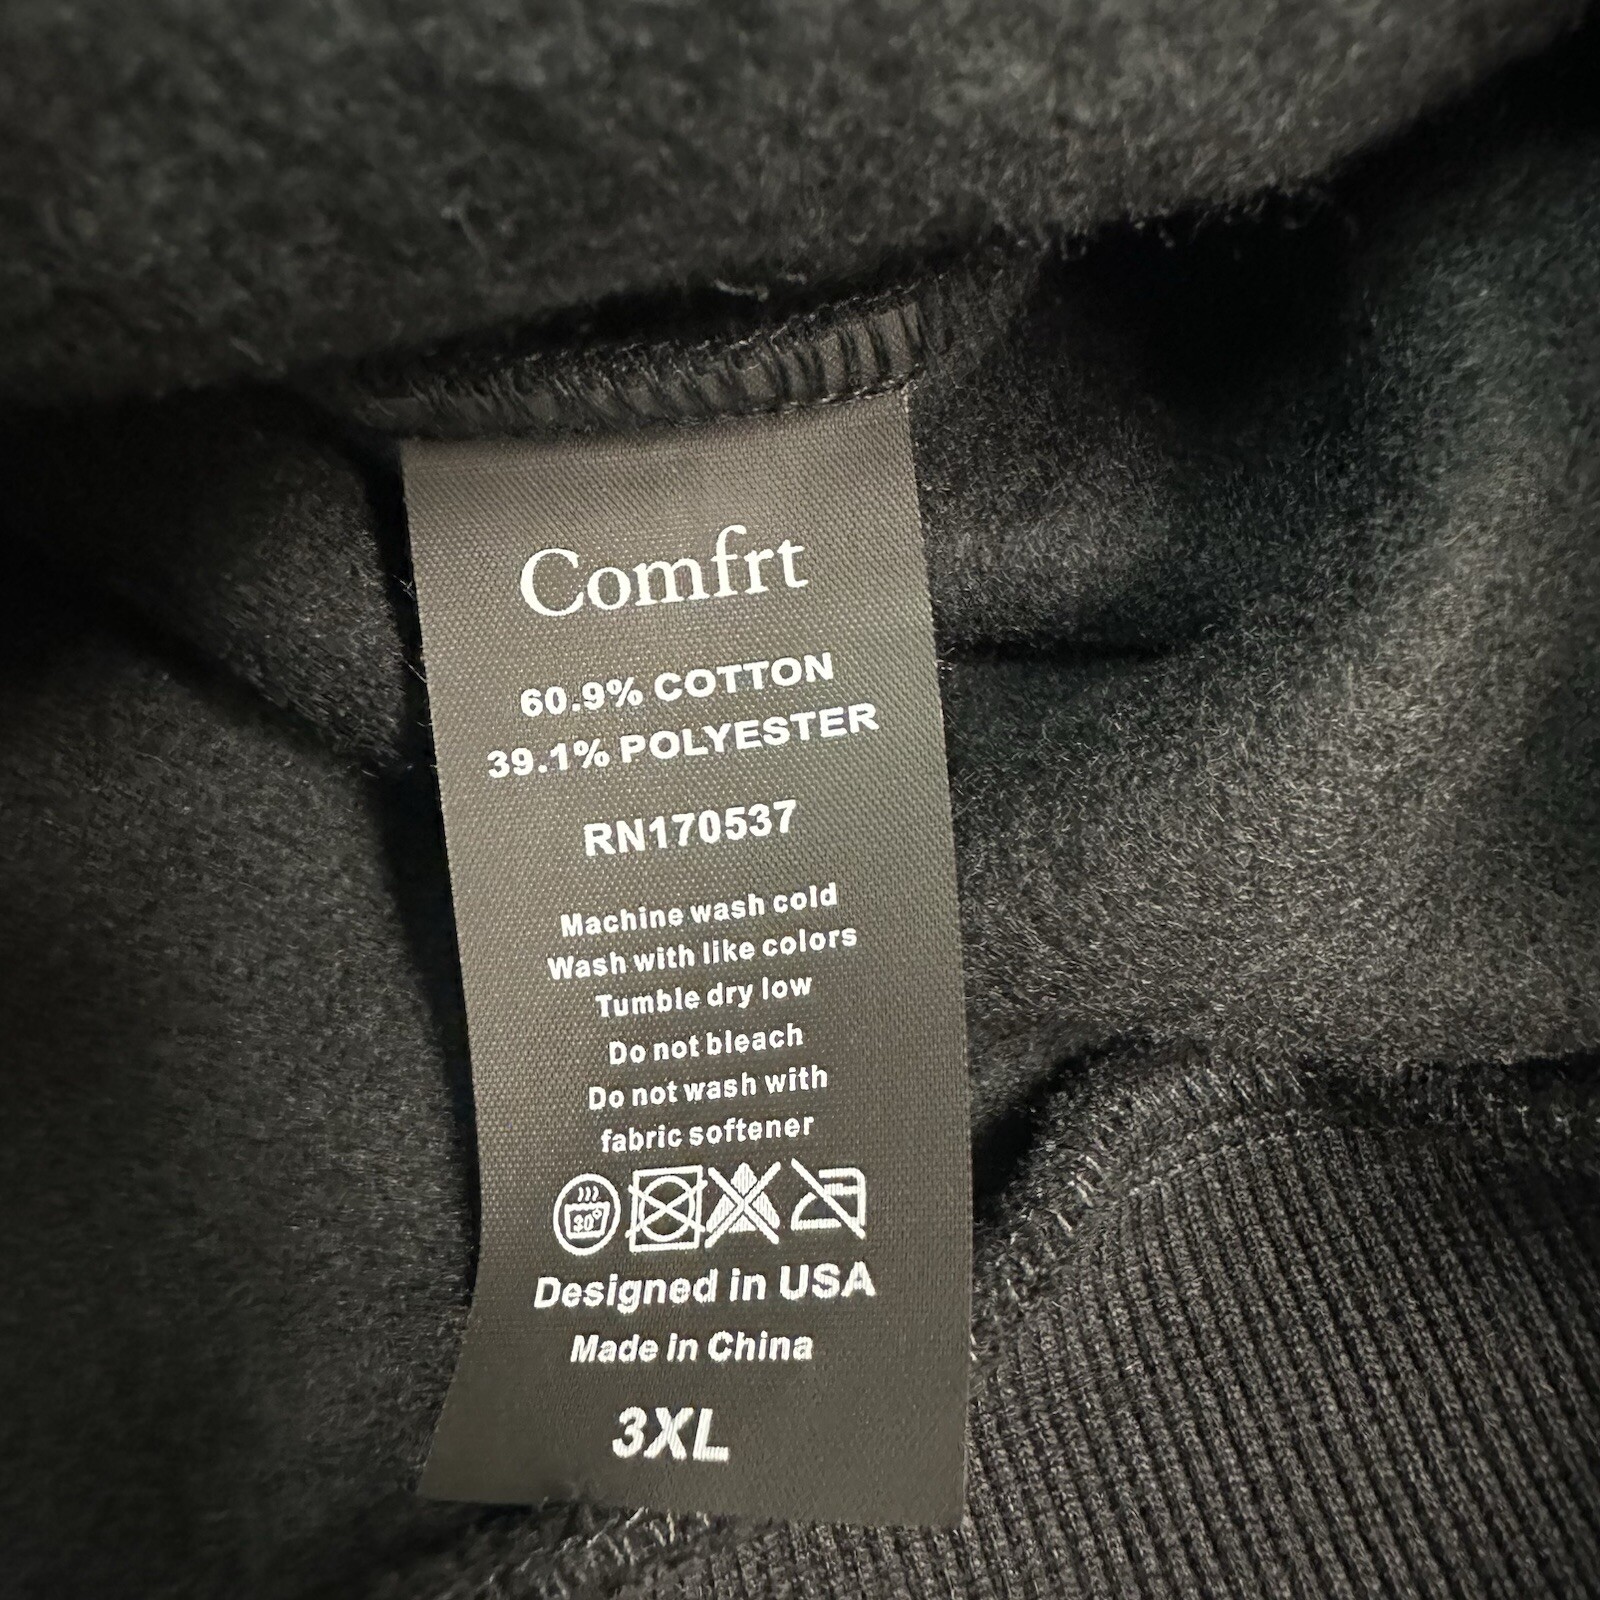 Comfrt
60.9% COTTON
39.1% POLYESTER
RN170537
Machine wash cold
Wash with like colors
Tumble dry low
Do not bleach
Do not wash with
fabric softener
30°
Designed in USA
Made in China
3XL